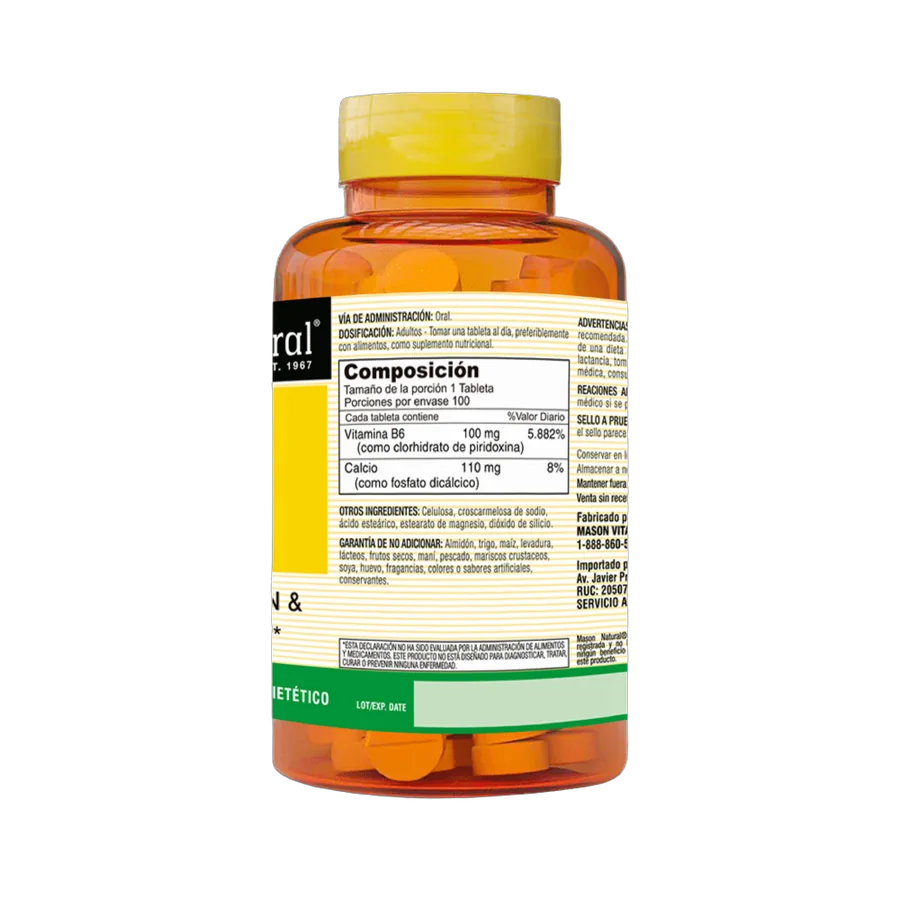 ral®
T. 1967
N &
*
IETÉTICO
VÍA DE ADMINISTRACIÓN: Oral.
DOSIFICACIÓN: Adultos - Tomar una tableta al día, preferiblemente
con alimentos, como suplemento nutricional.
Composición
Tamaño de la porción 1 Tableta
Porciones por envase 100
Cada tableta contiene %Valor Diario
Vitamina B6 100 mg 5.882%
(como clorhidrato de piridoxina)
Calcio 110 mg 8%
(como fosfato dicálcico)
OTROS INGREDIENTES: Celulosa, croscarmelosa de sodio,
ácido esteárico, estearato de magnesio, dióxido de silicio.
GARANTÍA DE NO ADICIONAR: Almidón, trigo, maíz, levadura,
lácteos, frutos secos, maní, pescado, mariscos crustaceos,
soya, huevo, fragancias, colores o sabores artificiales,
conservantes.
*ESTA DECLARACIÓN NO HA SIDO EVALUADA POR LA ADMINISTRACIÓN DE ALIMENTOS
Y MEDICAMENTOS. ESTE PRODUCTO NO ESTÁ DISEÑADO PARA DIAGNOSTICAR, TRATAR,
CURAR O PREVENIR NINGUNA ENFERMEDAD.
LOT/EXP. DATE
ADVERTENCIAS
recomendada.
de una dieta
lactancia, tom
médica, consu
REACIONES A
médico si se p
SELLO A PRUE
el sello parece
Conservar en l
Almacenar a n
Mantener fuera
Venta sin rece
Fabricado p
MASON VITA
1-888-860-5
Importado p
Av. Javier Pr
RUC: 20507
SERVICIO A
Mason Natural®
registrada y no
ningún beneficio
este producto.